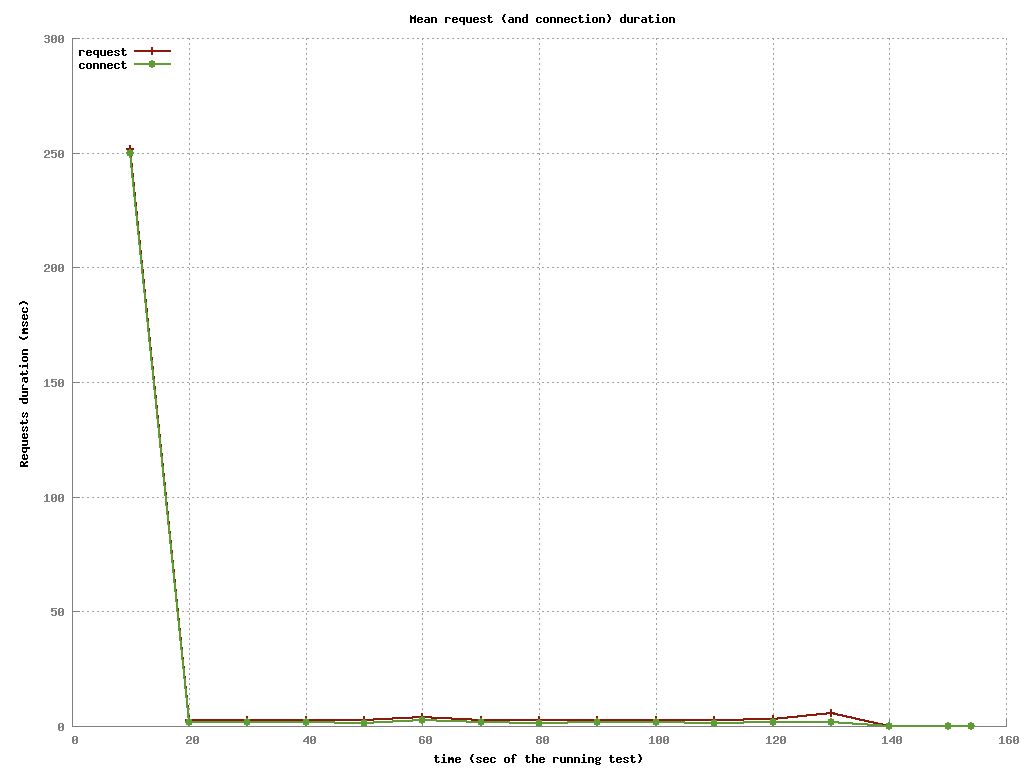 Mean request (and connection) duration
300
request
connect
250
200
150
100
50
0
Requests duration (msec)
0 20 40 60 80 100 120 140 160
time (sec of the running test)